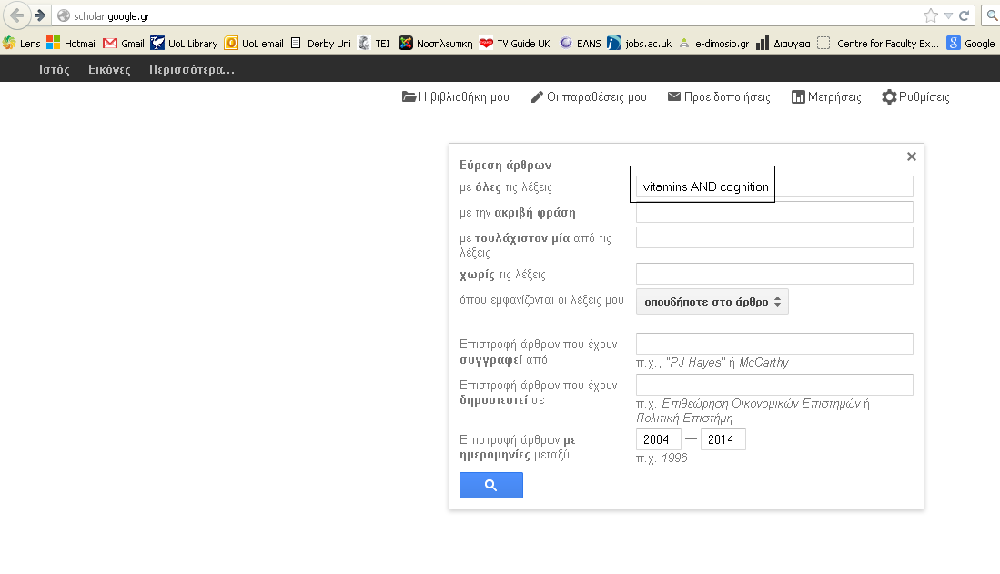 scholar.google.gr
Lens Hotmail Gmail UoL Library UoL email Derby Uni TEI Νοσηλευτική TV Guide UK EANS jobs.ac.uk e-dimosio.gr Διαυγεια Centre for Faculty Ex... Google
Ιστός Εικόνες Περισσότερα...
Η βιβλιοθήκη μου Οι παραθέσεις μου Προειδοποιήσεις Μετρήσεις Ρυθμίσεις
Εύρεση άρθρων
με όλες τις λέξεις vitamins AND cognition
με την ακριβή φράση
με τουλάχιστον μία από τις
λέξεις
χωρίς τις λέξεις
όπου εμφανίζονται οι λέξεις μου οπουδήποτε στο άρθρο
Επιστροφή άρθρων που έχουν
συγγραφεί από
π.χ., "PJ Hayes" ή McCarthy
Επιστροφή άρθρων που έχουν
δημοσιευτεί σε
π.χ. Επιθεώρηση Οικονομικών Επιστημών ή
Πολιτική Επιστήμη
Επιστροφή άρθρων με
ημερομηνίες μεταξύ
2004 — 2014
π.χ. 1996